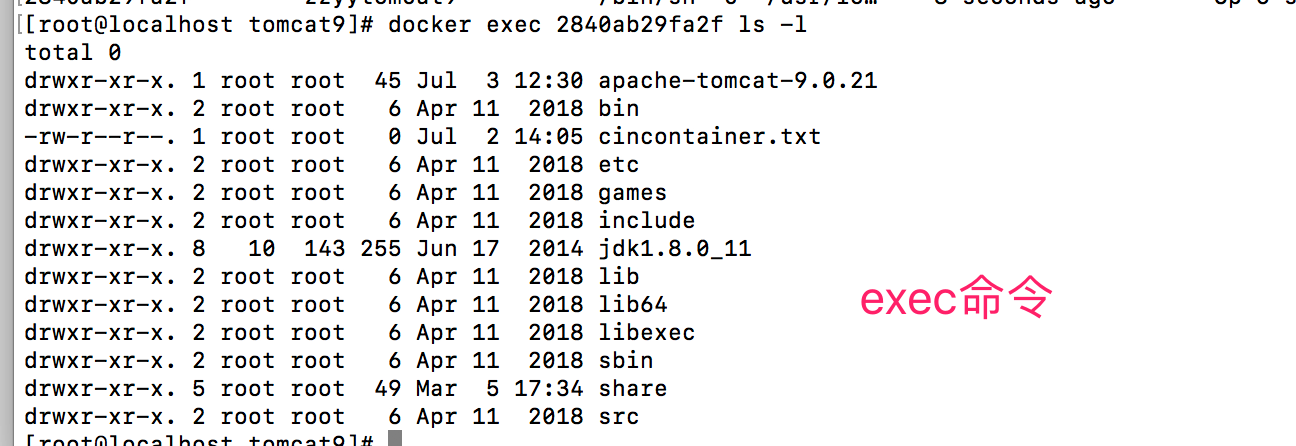 [root@localhost tomcat9]# docker exec 2840ab29fa2f ls -l
total 0
drwxr-xr-x. 1 root root  45 Jul  3 12:30 apache-tomcat-9.0.21
drwxr-xr-x. 2 root root   6 Apr 11  2018 bin
-rw-r--r--. 1 root root   0 Jul  2 14:05 cincontainer.txt
drwxr-xr-x. 2 root root   6 Apr 11  2018 etc
drwxr-xr-x. 2 root root   6 Apr 11  2018 games
drwxr-xr-x. 2 root root   6 Apr 11  2018 include
drwxr-xr-x. 8   10  143 255 Jun 17  2014 jdk1.8.0_11
drwxr-xr-x. 2 root root   6 Apr 11  2018 lib
drwxr-xr-x. 2 root root   6 Apr 11  2018 lib64
drwxr-xr-x. 2 root root   6 Apr 11  2018 libexec
drwxr-xr-x. 2 root root   6 Apr 11  2018 sbin
drwxr-xr-x. 5 root root  49 Mar  5 17:34 share
drwxr-xr-x. 2 root root   6 Apr 11  2018 src
[root@localhost tomcat9]#
exec命令